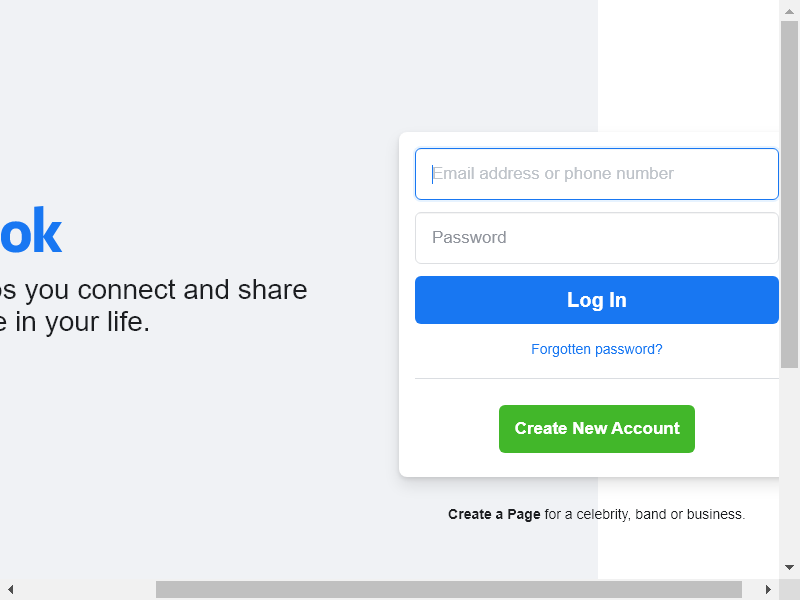 ok
ps you connect and share
e in your life.
Email address or phone number
Password
Log In
Forgotten password?
Create New Account
Create a Page for a celebrity, band or business.